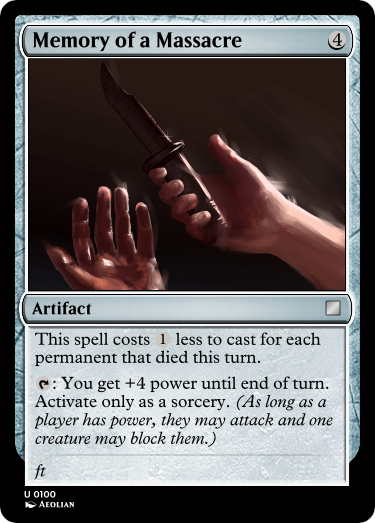 Memory of a Massacre 4
Artifact
This spell costs 1 less to cast for each
permanent that died this turn.
: You get +4 power until end of turn.
Activate only as a sorcery. (As long as a
player has power, they may attack and one
creature may block them.)
ft
U 0100
Aeolian